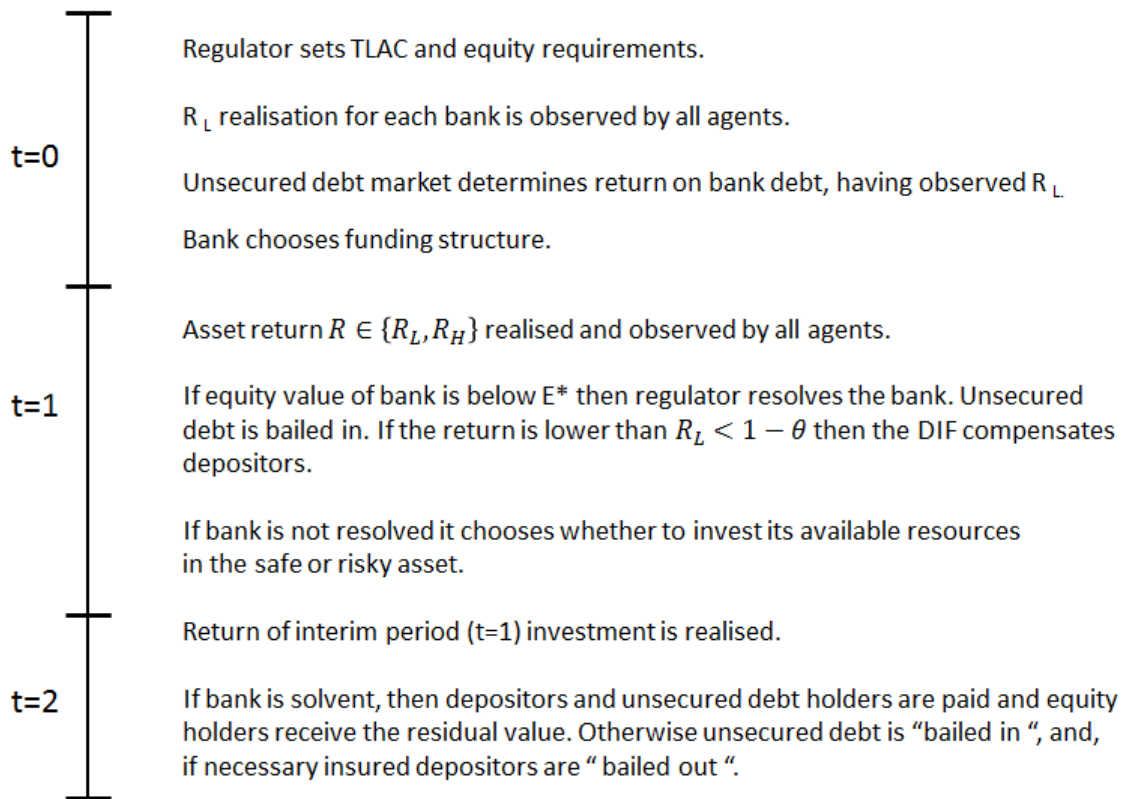 Regulator sets TLAC and equity requirements.
R L realisation for each bank is observed by all agents.
t=0
Unsecured debt market determines return on bank debt, having observed R L.
Bank chooses funding structure.
Asset return R ∈ {R_L, R_H} realised and observed by all agents.
t=1
If equity value of bank is below E* then regulator resolves the bank. Unsecured
debt is bailed in. If the return is lower than R_L < 1 − θ then the DIF compensates
depositors.
If bank is not resolved it chooses whether to invest its available resources
in the safe or risky asset.
Return of interim period (t=1) investment is realised.
t=2
If bank is solvent, then depositors and unsecured debt holders are paid and equity
holders receive the residual value. Otherwise unsecured debt is “bailed in “, and,
if necessary insured depositors are “ bailed out “.